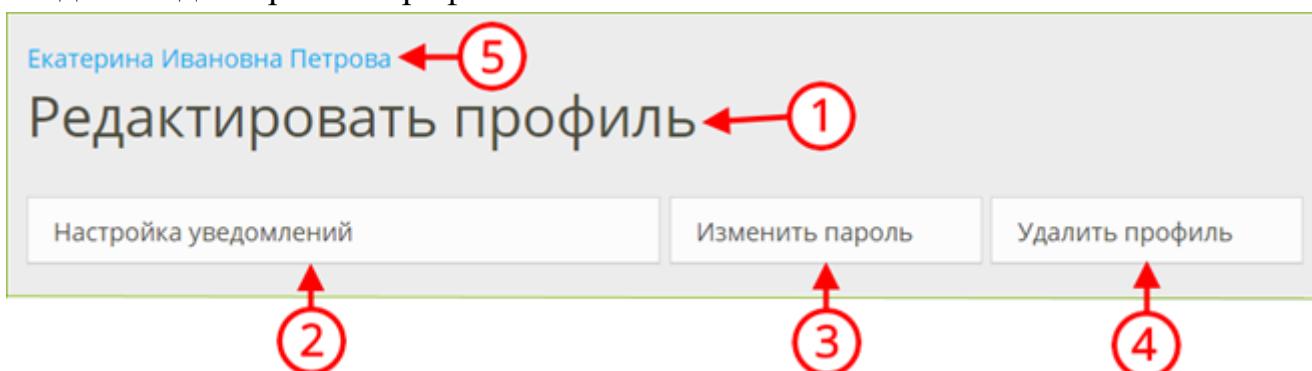 Екатерина Ивановна Петрова 5
Редактировать профиль 1
Настройка уведомлений Изменить пароль Удалить профиль
2 3 4